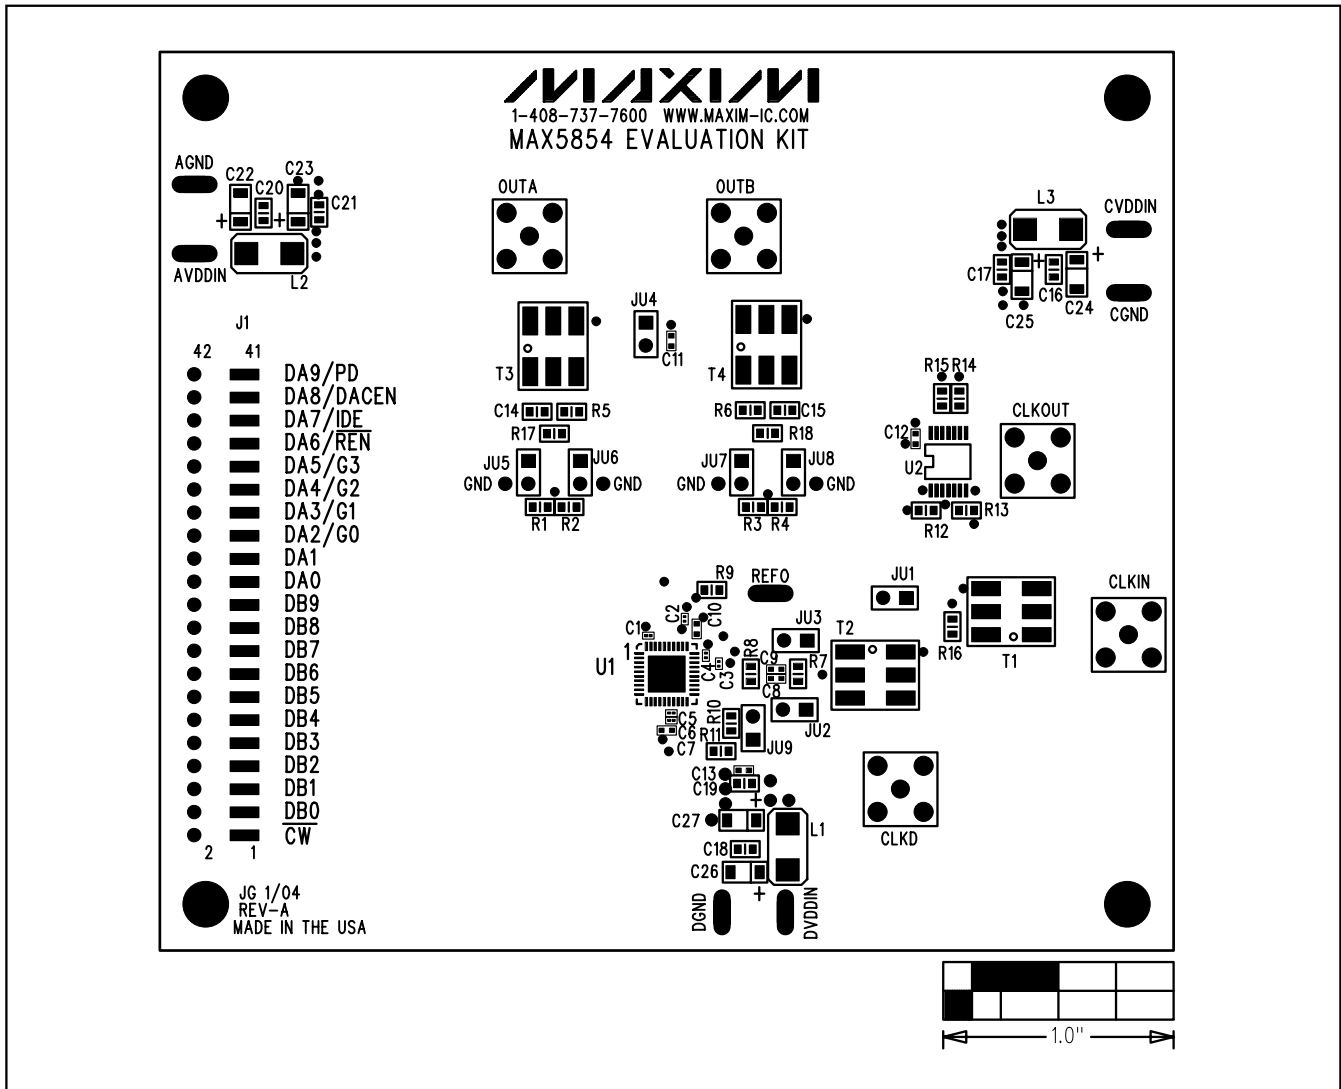 MAXIM
1-408-737-7600 WWW.MAXIM-IC.COM
MAX5854 EVALUATION KIT
AGND
C22
C20
C23
C21
+
+
AVDDIN
L2
OUTA
OUTB
L3
CVDDIN
C17
+
C16
+
C25
C24
CGND
J1
42
41
DA9/PD
DA8/DACEN
DA7/IDE
DA6/REN
DA5/G3
DA4/G2
DA3/G1
DA2/G0
DA1
DA0
DB9
DB8
DB7
DB6
DB5
DB4
DB3
DB2
DB1
DB0
CW
2
1
JU4
C11
T3
T4
C14
R5
R17
R6
C15
R18
JU5
JU6
GND
GND
R1
R2
JU7
JU8
GND
GND
R3
R4
R15
R14
C12
U2
CLKOUT
R12
R13
R9
REF0
JU1
CLKIN
C2
C10
C1
1
U1
C4
C3
R8
C9
C8
R7
JU3
T2
R16
T1
C5
C6
C7
R10
R11
JU9
JU2
C13
C19
+
C27
L1
C18
C26
+
CLKD
DGND
DVDDIN
JG 1/04
REV-A
MADE IN THE USA
1.0"